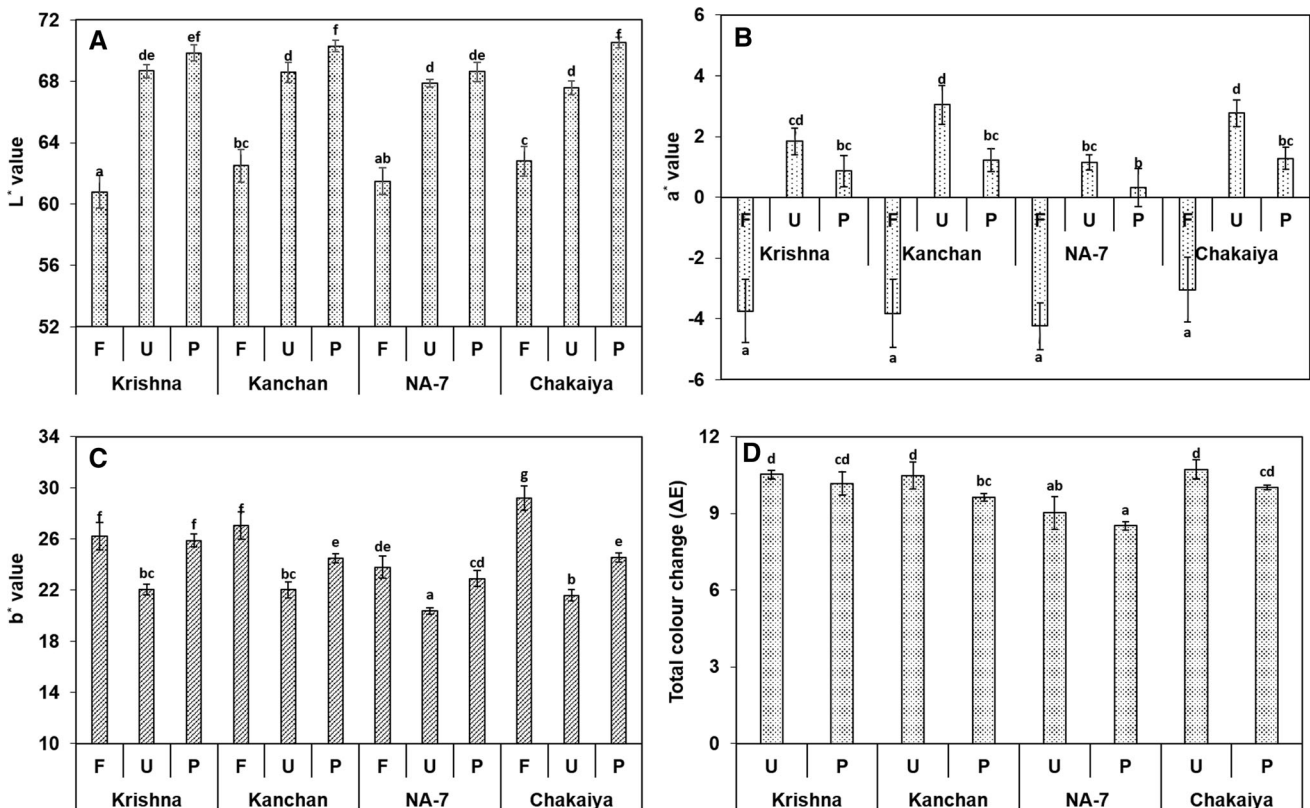 A
L* value
72
68
64
60
56
52
a
de
ef
bc
d
f
ab
d
de
c
d
f
F U P F U P F U P F U P
Krishna Kanchan NA-7 Chakaiya
B
a* value
6
4
2
0
-2
-4
-6
cd
bc
d
bc
bc
b
d
bc
F U P F U P F U P F U P
Krishna Kanchan NA-7 Chakaiya
a
a
a
a
C
b* value
34
30
26
22
18
14
10
f
bc
f
f
bc
e
de
a
cd
g
b
e
F U P F U P F U P F U P
Krishna Kanchan NA-7 Chakaiya
D
Total colour change (ΔE)
12
9
6
3
0
d
cd
d
bc
ab
a
d
cd
U P U P U P U P
Krishna Kanchan NA-7 Chakaiya